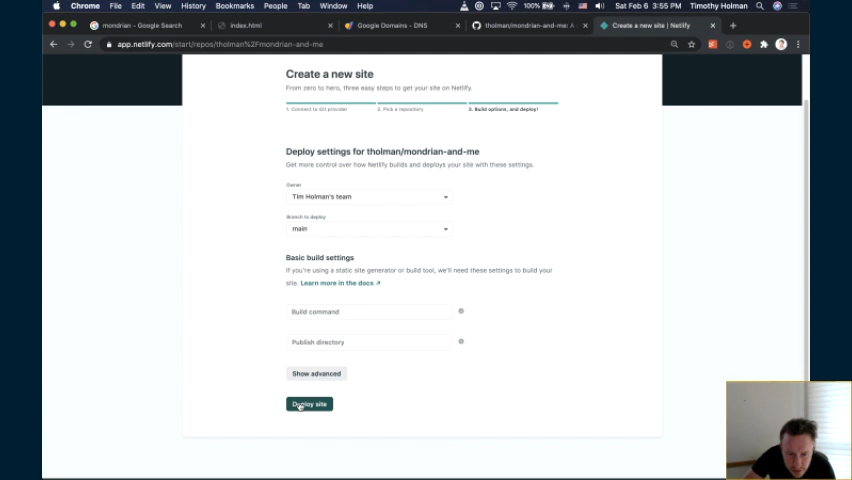 Chrome File Edit View History Bookmarks People Tab Window Help 100% Sat Feb 6 3:55 PM Timothy Holman
mondrian - Google Search index.html Google Domains - DNS tholman/mondrian-and-me: A Create a new site | Netlify
app.netlify.com/start/repos/tholman%2Fmondrian-and-me
Create a new site
From zero to hero, three easy steps to get your site on Netlify.
1. Connect to Git provider 2. Pick a repository 3. Build options, and deploy!
Deploy settings for tholman/mondrian-and-me
Get more control over how Netlify builds and deploys your site with these settings.
Owner
Tim Holman's team
Branch to deploy
main
Basic build settings
If you're using a static site generator or build tool, we'll need these settings to build your
site. Learn more in the docs ↗
Build command
Publish directory
Show advanced
Deploy site